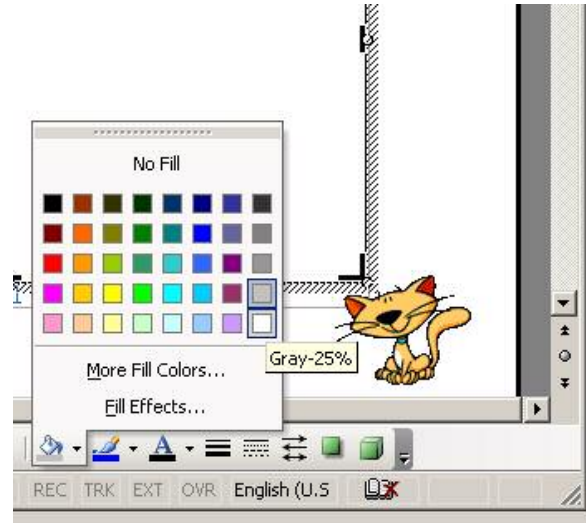 No Fill
Gray-25%
More Fill Colors...
Fill Effects...
A
REC TRK EXT OVR English (U.S